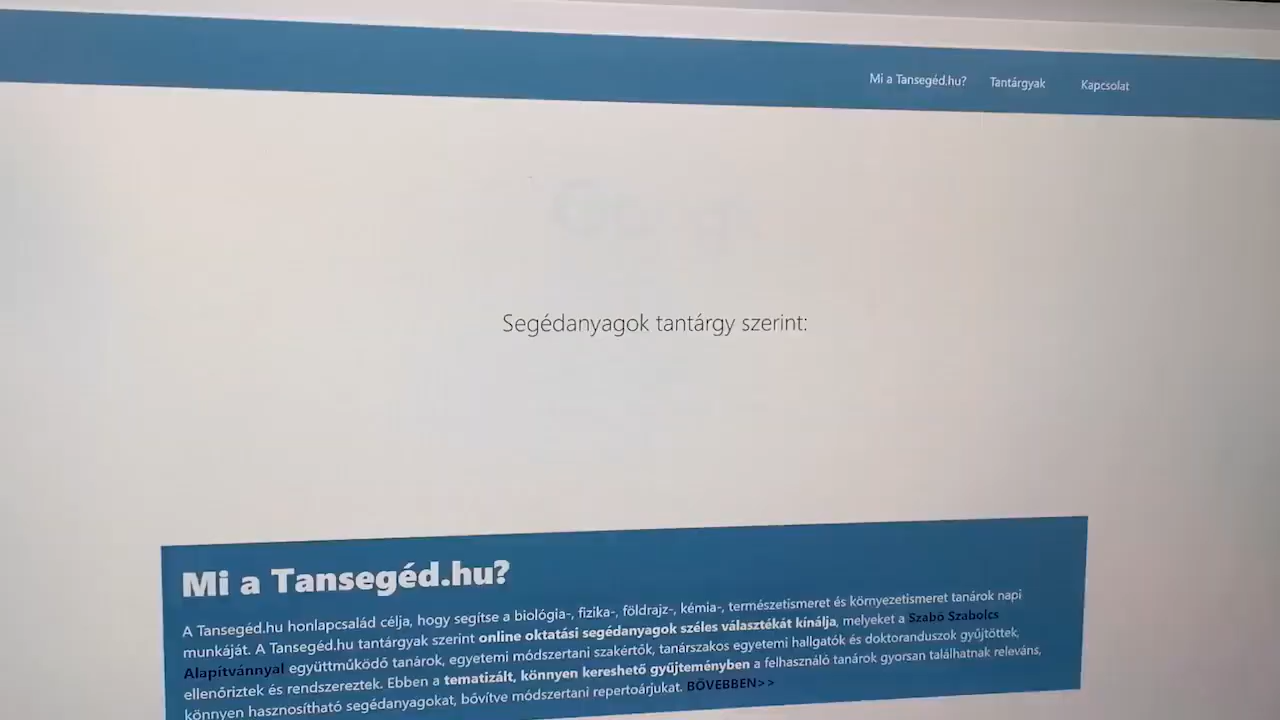 Mi a Tansegéd.hu? Tantárgyak Kapcsolat
Segédanyagok tantárgy szerint:
Mi a Tansegéd.hu?
A Tansegéd.hu honlapcsalád célja, hogy segítse a biológia-, fizika-, földrajz-, kémia-, természetismeret és környezetismeret tanárok napi
munkáját. A Tansegéd.hu tantárgyak szerint online oktatási segédanyagok széles választékát kínálja, melyeket a Szabó Szabolcs
Alapítvánnyal együttműködő tanárok, egyetemi módszertani szakértők, tanárszakos egyetemi hallgatók és doktoranduszok gyűjtöttek,
ellenőriztek és rendszereztek. Ebben a tematizált, könnyen kereshető gyűjteményben a felhasználó tanárok gyorsan találhatnak releváns,
könnyen hasznosítható segédanyagokat, bővítve módszertani repertoárjukat. BŐVEBBEN>>